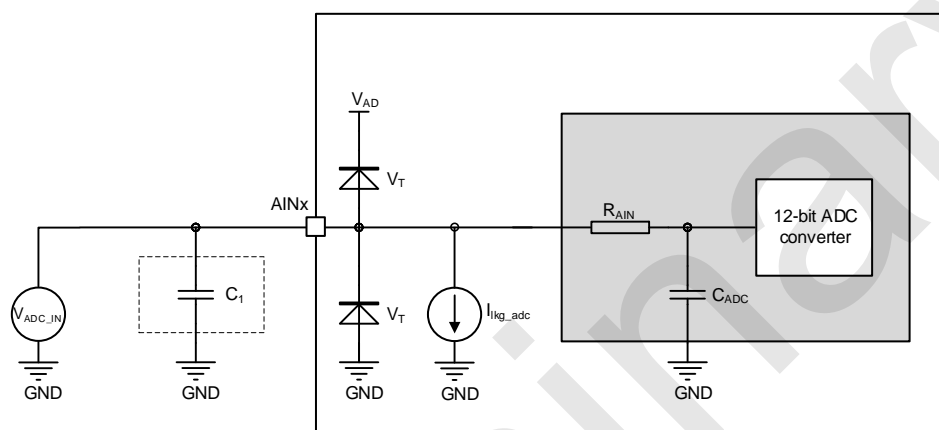 V_AD
V_T
AINx
R_AIN
12-bit ADC
converter
C_1
V_ADC_IN
V_T
I_lkg_adc
C_ADC
GND
GND
GND
GND
GND